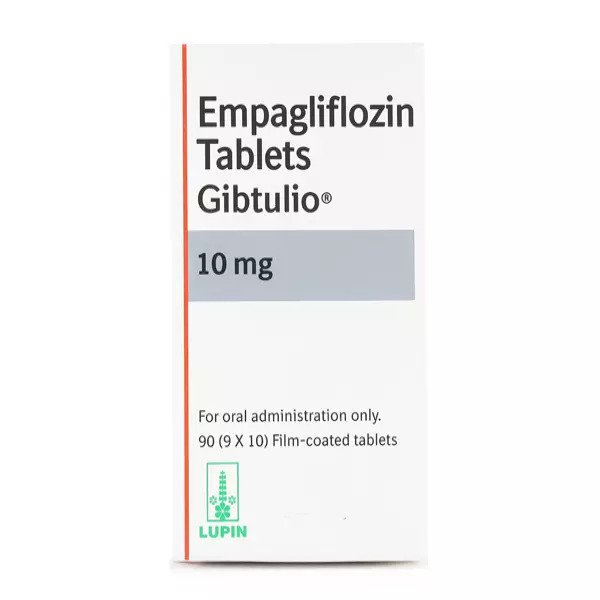 Empagliflozin
Tablets
Gibtulio®
10 mg
For oral administration only.
90 (9 X 10) Film-coated tablets
LUPIN